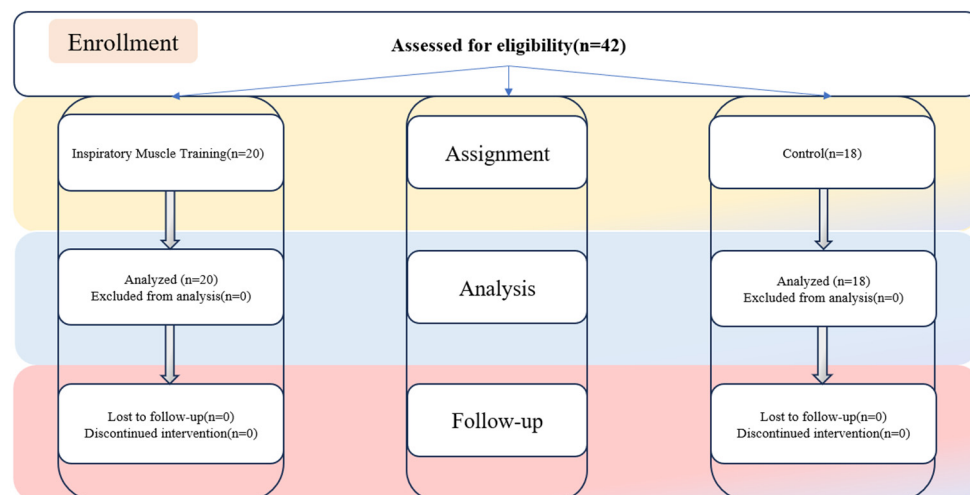 Enrollment
Assessed for eligibility(n=42)
Inspiratory Muscle Training(n=20)
Assignment
Control(n=18)
Analyzed (n=20)
Excluded from analysis(n=0)
Analysis
Analyzed (n=18)
Excluded from analysis(n=0)
Lost to follow-up(n=0)
Discontinued intervention(n=0)
Follow-up
Lost to follow-up(n=0)
Discontinued intervention(n=0)